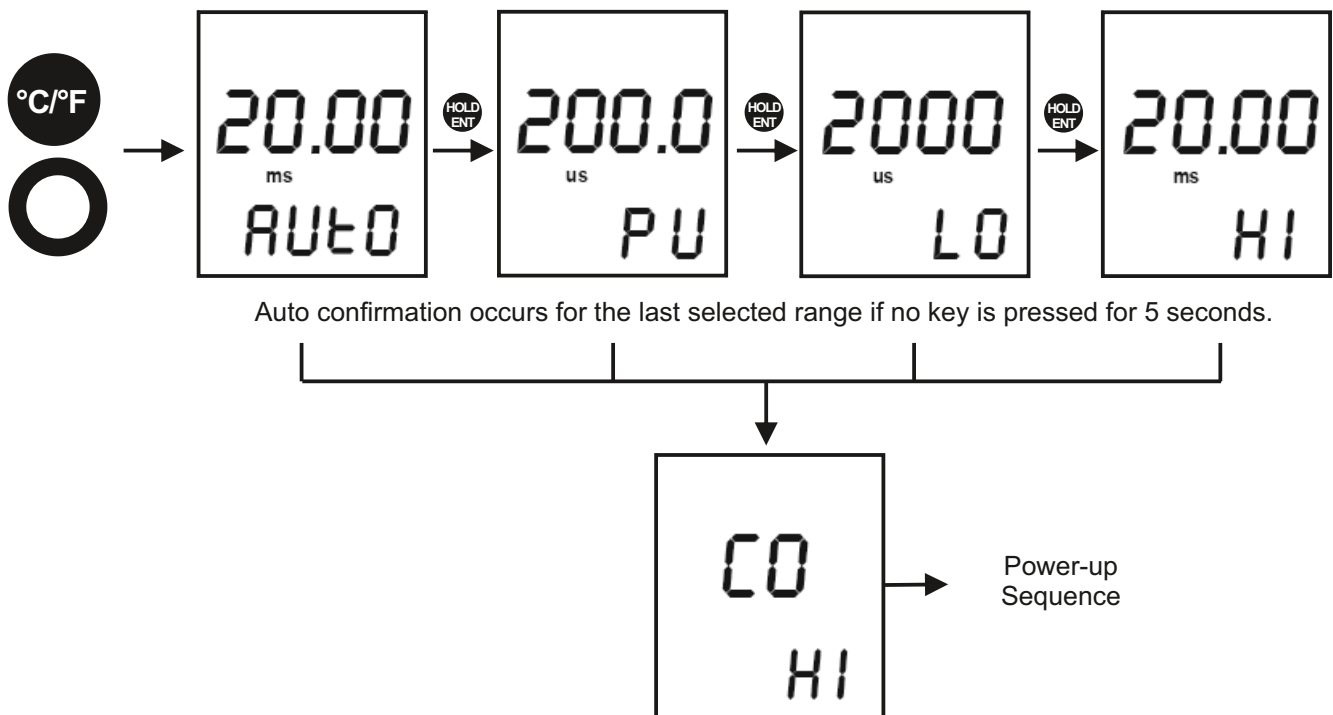 °C/°F
HOLD
ENT
HOLD
ENT
HOLD
ENT
20.00
ms
AUtO
200.0
us
PU
2000
us
LO
20.00
ms
HI
Auto confirmation occurs for the last selected range if no key is pressed for 5 seconds.
CO
HI
Power-up
Sequence